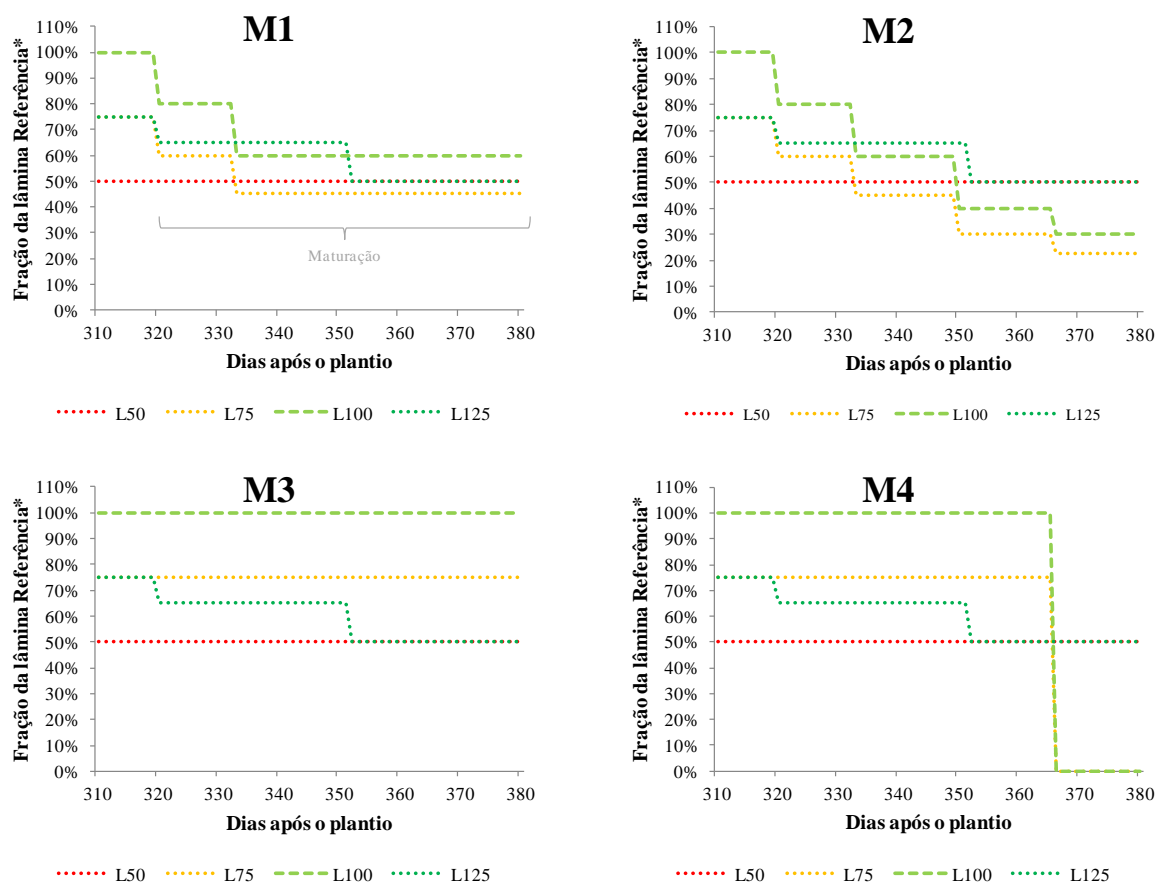 M1
Fração da lâmina Referência*
110%
100%
90%
80%
70%
60%
50%
40%
30%
20%
10%
0%
Maturação
310 320 330 340 350 360 370 380
Dias após o plantio
L50 L75 L100 L125
M2
Fração da lâmina Referência*
110%
100%
90%
80%
70%
60%
50%
40%
30%
20%
10%
0%
310 320 330 340 350 360 370 380
Dias após o plantio
L50 L75 L100 L125
M3
Fração da lâmina Referência*
110%
100%
90%
80%
70%
60%
50%
40%
30%
20%
10%
0%
310 320 330 340 350 360 370 380
Dias após o plantio
L50 L75 L100 L125
M4
Fração da lâmina Referência*
110%
100%
90%
80%
70%
60%
50%
40%
30%
20%
10%
0%
310 320 330 340 350 360 370 380
Dias após o plantio
L50 L75 L100 L125